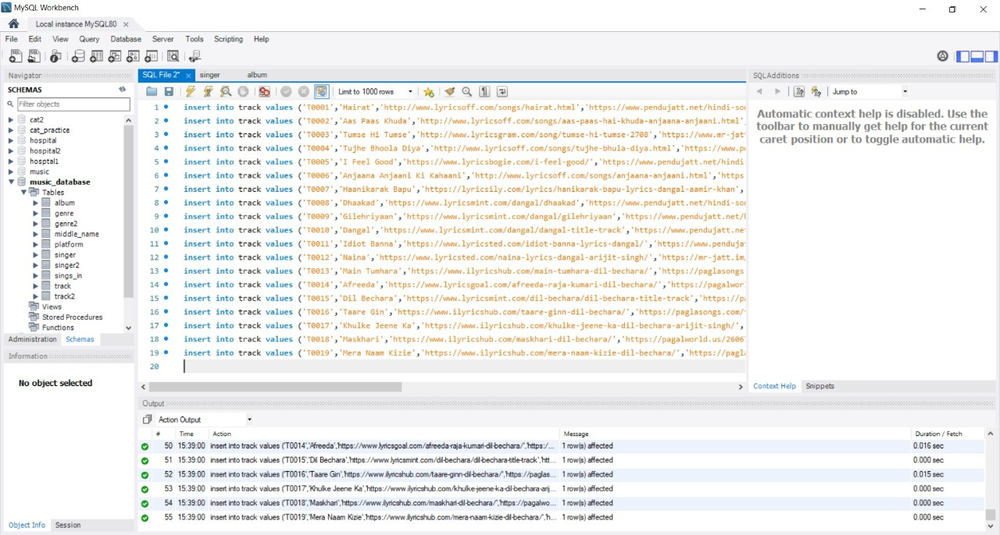 MySQL Workbench
Local instance MySQL80
File Edit View Query Database Server Tools Scripting Help
Navigator
SCHEMAS
Filter objects
cat2
cat_practice
hospital
hospital2
hosptal1
music
music_database
Tables
album
genre
genre2
middle_name
platform
singer
singer2
sings_in
track
track2
Views
Stored Procedures
Functions
Administration Schemas
Information
No object selected
Object Info Session
SQL File 2* singer album
Limit to 1000 rows
1 insert into track values ('T0001','Hairat','http://www.lyricsoff.com/songs/hairat.html','https://www.pendujatt.net/hindi-so
2 insert into track values ('T0002','Aas Paas Khuda','http://www.lyricsoff.com/songs/aas-paas-hai-khuda-anjaana-anjaani.html'
3 insert into track values ('T0003','Tumse Hi Tumse','https://www.lyricsgram.com/song/tumse-hi-tumse-2708','https://www.mr-jat
4 insert into track values ('T0004','Tujhe Bhoola Diya','http://www.lyricsoff.com/songs/tujhe-bhula-diya.html','https://www.p
5 insert into track values ('T0005','I Feel Good','https://www.lyricsbogie.com/i-feel-good/','https://www.pendujatt.net/hindi
6 insert into track values ('T0006','Anjaana Anjaani Ki Kahaani','http://www.lyricsoff.com/songs/anjaana-anjaani.html','https
7 insert into track values ('T0007','Haanikarak Bapu','https://lyricsily.com/lyrics/hanikarak-bapu-lyrics-dangal-aamir-khan',
8 insert into track values ('T0008','Dhaakad','https://www.lyricsmint.com/dangal/dhaakad','https://www.pendujatt.net/hindi-so
9 insert into track values ('T0009','Gilehriyaan','https://www.lyricsmint.com/dangal/gilehriyaan','https://www.pendujatt.net/h
10 insert into track values ('T0010','Dangal','https://www.lyricsmint.com/dangal/dangal-title-track','https://www.pendujatt.ne
11 insert into track values ('T0011','Idiot Banna','https://www.lyricsted.com/idiot-banna-lyrics-dangal/','https://www.penduja
12 insert into track values ('T0012','Naina','https://www.lyricsted.com/naina-lyrics-dangal-arijit-singh/','https://mr-jatt.im
13 insert into track values ('T0013','Main Tumhara','https://www.ilyricshub.com/main-tumhara-dil-bechara/','https://paglasongs
14 insert into track values ('T0014','Afreeda','https://www.lyricsgoal.com/afreeda-raja-kumari-dil-bechara/','https://pagalwor
15 insert into track values ('T0015','Dil Bechara','https://www.lyricsmint.com/dil-bechara/dil-bechara-title-track','https://pa
16 insert into track values ('T0016','Taare Gin','https://www.ilyricshub.com/taare-ginn-dil-bechara/','https://paglasongs.com/
17 insert into track values ('T0017','Khulke Jeene Ka','https://www.ilyricshub.com/khulke-jeene-ka-dil-bechara-arijit-singh/',
18 insert into track values ('T0018','Maskhari','https://www.ilyricshub.com/maskhari-dil-bechara/','https://pagalworld.us/2606
19 insert into track values ('T0019','Mera Naam Kizie','https://www.ilyricshub.com/mera-naam-kizie-dil-bechara/','https://pagl
20
SQLAdditions
Jump to
Automatic context help is disabled. Use the
toolbar to manually get help for the current
caret position or to toggle automatic help.
Context Help Snippets
Output
Action Output
# Time Action Message Duration / Fetch
50 15:39:00 insert into track values ('T0014','Afreeda','https://www.lyricsgoal.com/afreeda-raja-kumari-dil-bechara/','https:/... 1 row(s) affected 0.016 sec
51 15:39:00 insert into track values ('T0015','Dil Bechara','https://www.lyricsmint.com/dil-bechara/dil-bechara-title-track','htt... 1 row(s) affected 0.000 sec
52 15:39:00 insert into track values ('T0016','Taare Gin','https://www.ilyricshub.com/taare-ginn-dil-bechara/','https://paglas... 1 row(s) affected 0.015 sec
53 15:39:00 insert into track values ('T0017','Khulke Jeene Ka','https://www.ilyricshub.com/khulke-jeene-ka-dil-bechara-arij... 1 row(s) affected 0.000 sec
54 15:39:00 insert into track values ('T0018','Maskhari','https://www.ilyricshub.com/maskhari-dil-bechara/','https://pagalwo... 1 row(s) affected 0.000 sec
55 15:39:00 insert into track values ('T0019','Mera Naam Kizie','https://www.ilyricshub.com/mera-naam-kizie-dil-bechara/','h... 1 row(s) affected 0.000 sec